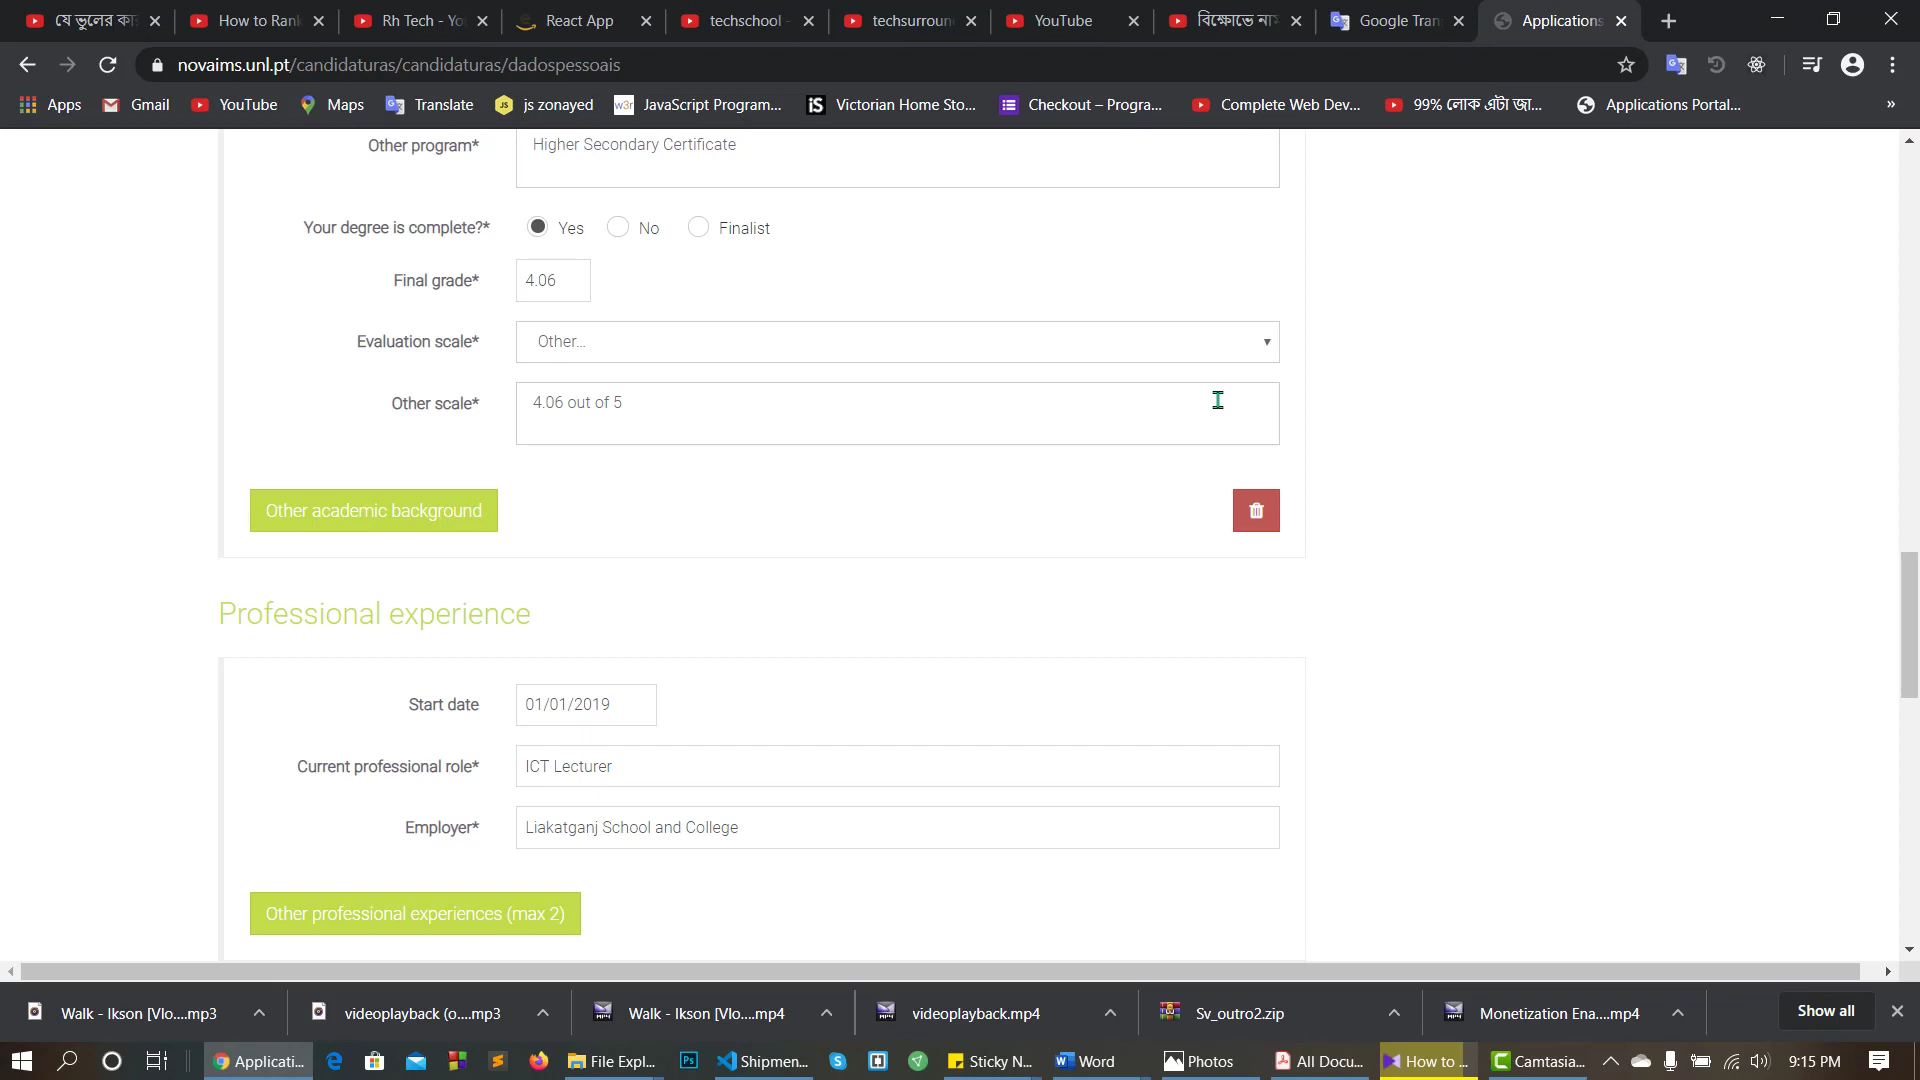 যে ভুলের কা
How to Rank
Rh Tech - Yo
React App
techschool -
techsurroun
YouTube
বিক্ষোভে না
Google Tran
Applications
novaims.unl.pt/candidaturas/candidaturas/dadospessoais
Apps
Gmail
YouTube
Maps
Translate
js zonayed
JavaScript Program...
Victorian Home Sto...
Checkout – Progra...
Complete Web Dev...
99% লোক এটা জা...
Applications Portal...
»
Other program*
Higher Secondary Certificate
Your degree is complete?*
Yes
No
Finalist
Final grade*
4.06
Evaluation scale*
Other...
Other scale*
4.06 out of 5
Other academic background
Professional experience
Start date
01/01/2019
Current professional role*
ICT Lecturer
Employer*
Liakatganj School and College
Other professional experiences (max 2)
Walk - Ikson [Vlo....mp3
videoplayback (o....mp3
Walk - Ikson [Vlo....mp4
videoplayback.mp4
Sv_outro2.zip
Monetization Ena....mp4
Show all
Applicati...
File Expl...
Shipmen...
Sticky N...
Word
Photos
All Docu...
How to ...
Camtasia...
9:15 PM